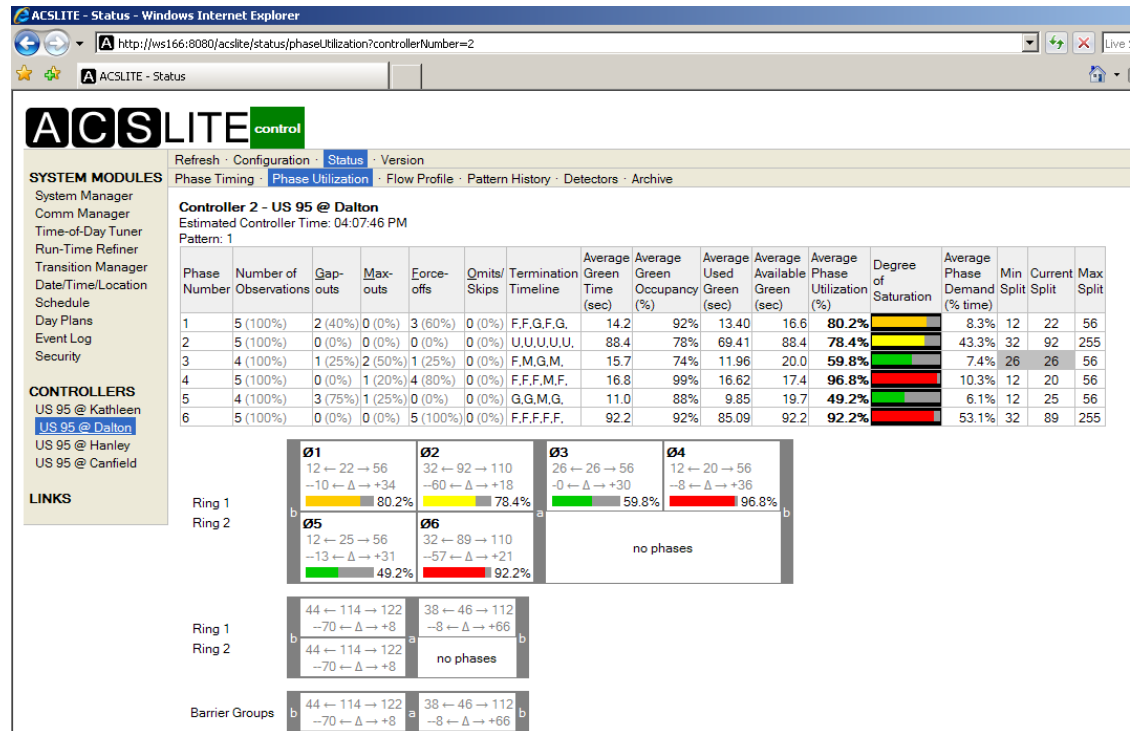 ACSLITE - Status - Windows Internet Explorer
http://ws166:8080/acslite/status/phaseUtilization?controllerNumber=2
Live
ACSLITE - Status
ACSLITE control
Refresh · Configuration · Status · Version
Phase Timing · Phase Utilization · Flow Profile · Pattern History · Detectors · Archive
SYSTEM MODULES
System Manager
Comm Manager
Time-of-Day Tuner
Run-Time Refiner
Transition Manager
Date/Time/Location
Schedule
Day Plans
Event Log
Security
CONTROLLERS
US 95 @ Kathleen
US 95 @ Dalton
US 95 @ Hanley
US 95 @ Canfield
LINKS
Controller 2 - US 95 @ Dalton
Estimated Controller Time: 04:07:46 PM
Pattern: 1
Phase Number Number of Observations Gap-outs Max-outs Force-offs Omits/Skips Termination Timeline Average Green Time (sec) Average Green Occupancy (%) Average Used Green (sec) Average Available Green (sec) Average Phase Utilization (%) Degree of Saturation Average Phase Demand (% time) Min Split Current Split Max Split
1 5 (100%) 2 (40%) 0 (0%) 3 (60%) 0 (0%) F,F,G,F,G, 14.2 92% 13.40 16.6 80.2% 8.3% 12 22 56
2 5 (100%) 0 (0%) 0 (0%) 0 (0%) 0 (0%) U,U,U,U,U, 88.4 78% 69.41 88.4 78.4% 43.3% 32 92 255
3 4 (100%) 1 (25%) 2 (50%) 1 (25%) 0 (0%) F,M,G,M, 15.7 74% 11.96 20.0 59.8% 7.4% 26 26 56
4 5 (100%) 0 (0%) 1 (20%) 4 (80%) 0 (0%) F,F,F,M,F, 16.8 99% 16.62 17.4 96.8% 10.3% 12 20 56
5 4 (100%) 3 (75%) 1 (25%) 0 (0%) 0 (0%) G,G,M,G, 11.0 88% 9.85 19.7 49.2% 6.1% 12 25 56
6 5 (100%) 0 (0%) 0 (0%) 5 (100%) 0 (0%) F,F,F,F,F, 92.2 92% 85.09 92.2 92.2% 53.1% 32 89 255
Ø1 Ø2 Ø3 Ø4
12 ← 22 → 56 32 ← 92 → 110 26 ← 26 → 56 12 ← 20 → 56
--10 ← Δ → +34 --60 ← Δ → +18 -0 ← Δ → +30 --8 ← Δ → +36
Ring 1 80.2% 78.4% 59.8% 96.8%
b a b
Ring 2 Ø5 Ø6
12 ← 25 → 56 32 ← 89 → 110
--13 ← Δ → +31 --57 ← Δ → +21 no phases
49.2% 92.2%
44 ← 114 → 122 38 ← 46 → 112
Ring 1 --70 ← Δ → +8 --8 ← Δ → +66
b a b
Ring 2 44 ← 114 → 122 no phases
--70 ← Δ → +8
Barrier Groups b 44 ← 114 → 122 a 38 ← 46 → 112 b
--70 ← Δ → +8 --8 ← Δ → +66